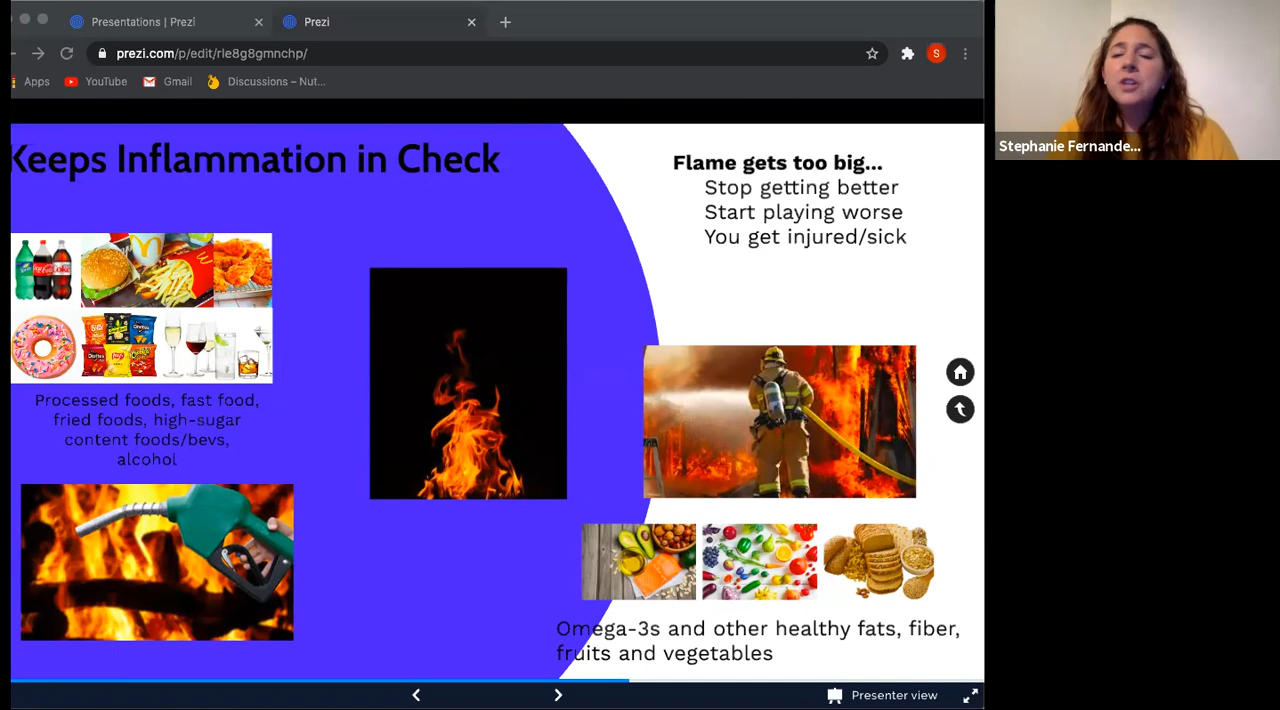 Presentations | Prezi
Prezi
prezi.com/p/edit/rle8g8gmnchp/
S
Apps
YouTube
Gmail
Discussions – Nut...
Stephanie Fernande...
Keeps Inflammation in Check
Flame gets too big...
Stop getting better
Start playing worse
You get injured/sick
Processed foods, fast food,
fried foods, high-sugar
content foods/bevs,
alcohol
Omega-3s and other healthy fats, fiber,
fruits and vegetables
Presenter view